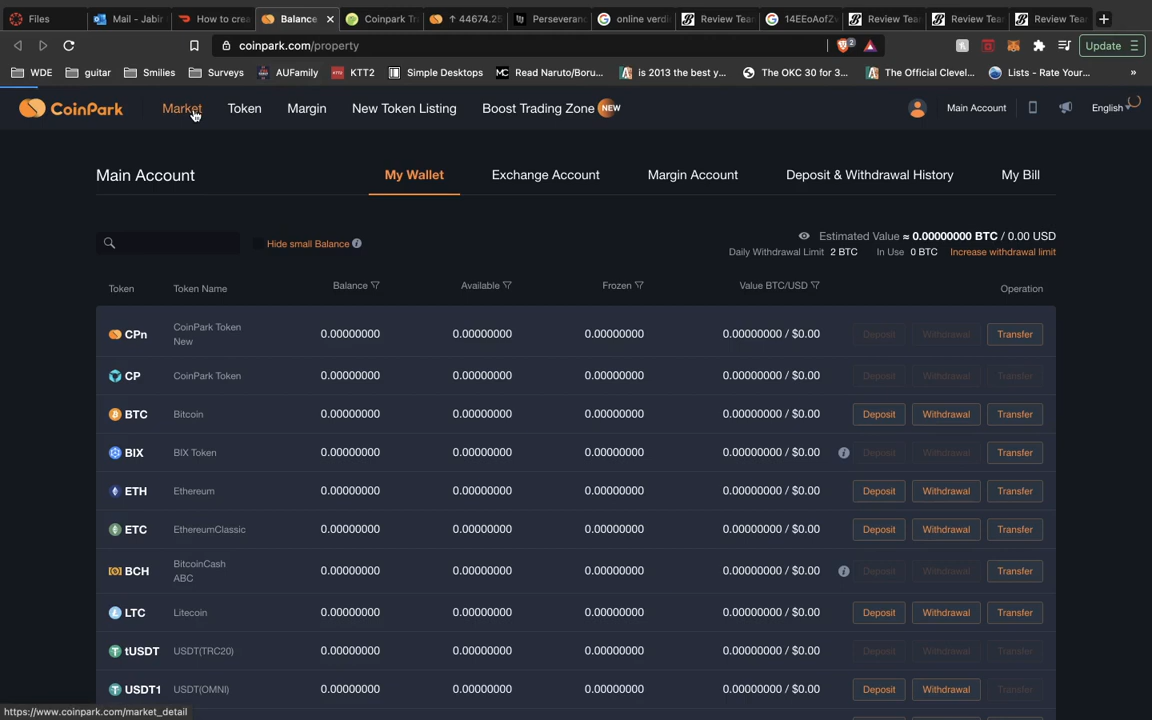 Files
Mail - Jabir
How to crea
Balance
Coinpark Tr
↑ 44674.25
Perseveranc
online verdi
Review Tea
14EEoAofZ
Review Tea
Review Tea
Review Tea
coinpark.com/property
2
Update
WDE
guitar
Smilies
Surveys
AUFamily
KTT2
Simple Desktops
Read Naruto/Boru...
is 2013 the best y...
The OKC 30 for 3...
The Official Clevel...
Lists - Rate Your...
»
CoinPark
Market
Token
Margin
New Token Listing
Boost Trading Zone NEW
Main Account
English
Main Account
My Wallet
Exchange Account
Margin Account
Deposit & Withdrawal History
My Bill
Hide small Balance
Estimated Value ≈ 0.00000000 BTC / 0.00 USD
Daily Withdrawal Limit 2 BTC In Use 0 BTC Increase withdrawal limit
Token Token Name Balance Available Frozen Value BTC/USD Operation
CPn CoinPark Token New 0.00000000 0.00000000 0.00000000 0.00000000 / $0.00 Deposit Withdrawal Transfer
CP CoinPark Token 0.00000000 0.00000000 0.00000000 0.00000000 / $0.00 Deposit Withdrawal Transfer
BTC Bitcoin 0.00000000 0.00000000 0.00000000 0.00000000 / $0.00 Deposit Withdrawal Transfer
BIX BIX Token 0.00000000 0.00000000 0.00000000 0.00000000 / $0.00 Deposit Withdrawal Transfer
ETH Ethereum 0.00000000 0.00000000 0.00000000 0.00000000 / $0.00 Deposit Withdrawal Transfer
ETC EthereumClassic 0.00000000 0.00000000 0.00000000 0.00000000 / $0.00 Deposit Withdrawal Transfer
BCH BitcoinCash ABC 0.00000000 0.00000000 0.00000000 0.00000000 / $0.00 Deposit Withdrawal Transfer
LTC Litecoin 0.00000000 0.00000000 0.00000000 0.00000000 / $0.00 Deposit Withdrawal Transfer
tUSDT USDT(TRC20) 0.00000000 0.00000000 0.00000000 0.00000000 / $0.00 Deposit Withdrawal Transfer
USDT1 USDT(OMNI) 0.00000000 0.00000000 0.00000000 0.00000000 / $0.00 Deposit Withdrawal Transfer
https://www.coinpark.com/market_detail